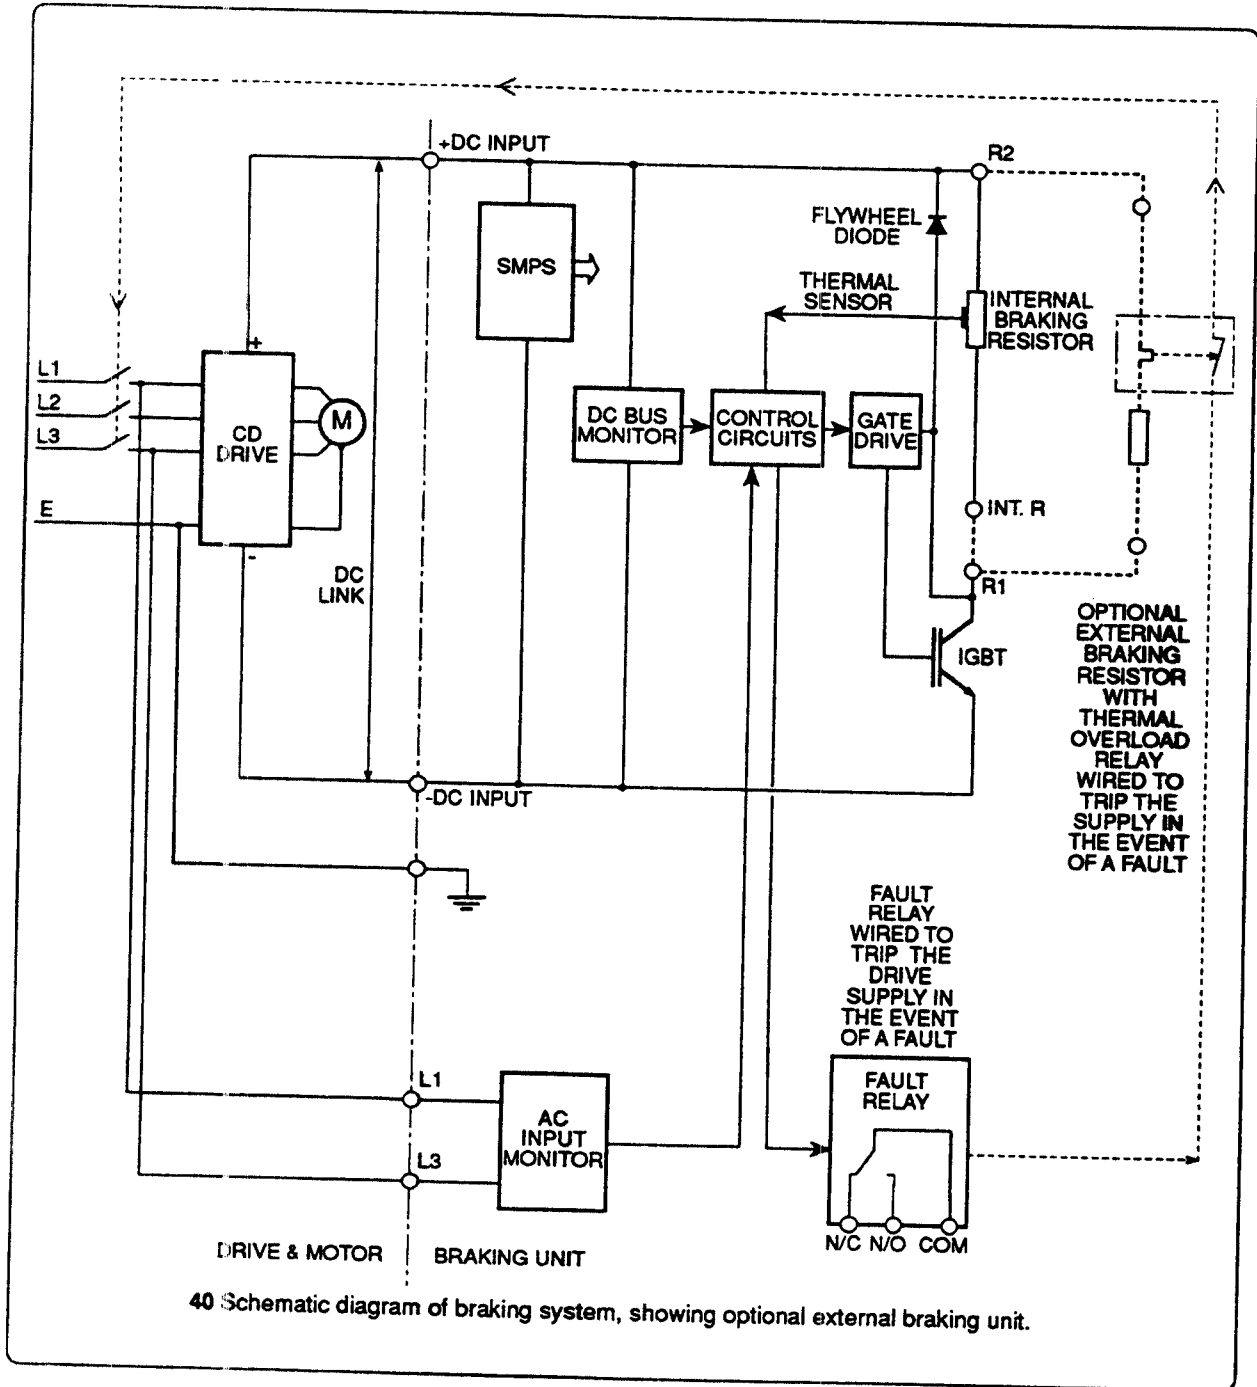 +DC INPUT
R2
FLYWHEEL
DIODE
SMPS
THERMAL
SENSOR
INTERNAL
BRAKING
RESISTOR
+
L1
L2
L3
CD
DRIVE
M
DC BUS
MONITOR
CONTROL
CIRCUITS
GATE
DRIVE
E
INT. R
-
DC
LINK
R1
IGBT
OPTIONAL
EXTERNAL
BRAKING
RESISTOR
WITH
THERMAL
OVERLOAD
RELAY
WIRED TO
TRIP THE
SUPPLY IN
THE EVENT
OF A FAULT
-DC INPUT
FAULT
RELAY
WIRED TO
TRIP THE
DRIVE
SUPPLY IN
THE EVENT
OF A FAULT
FAULT
RELAY
L1
AC
INPUT
MONITOR
L3
N/C N/O COM
DRIVE & MOTOR
BRAKING UNIT
40 Schematic diagram of braking system, showing optional external braking unit.